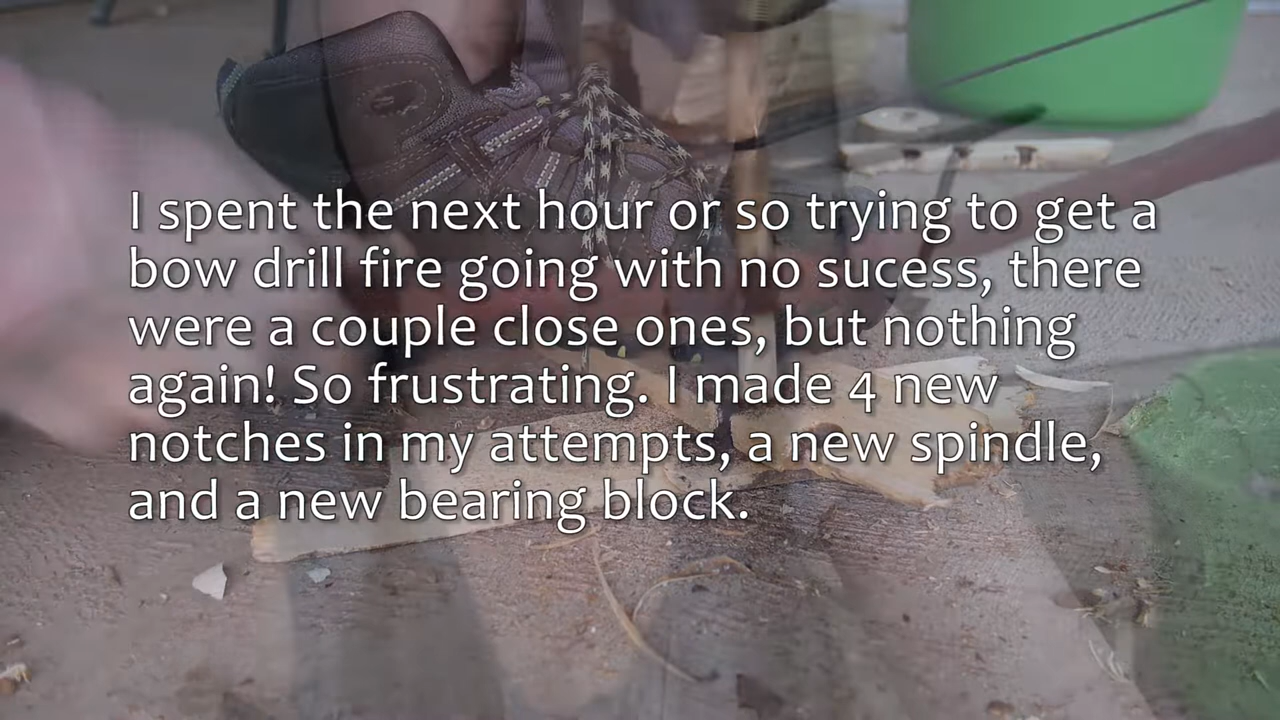 I spent the next hour or so trying to get a
bow drill fire going with no sucess, there
were a couple close ones, but nothing
again! So frustrating. I made 4 new
notches in my attempts, a new spindle,
and a new bearing block.